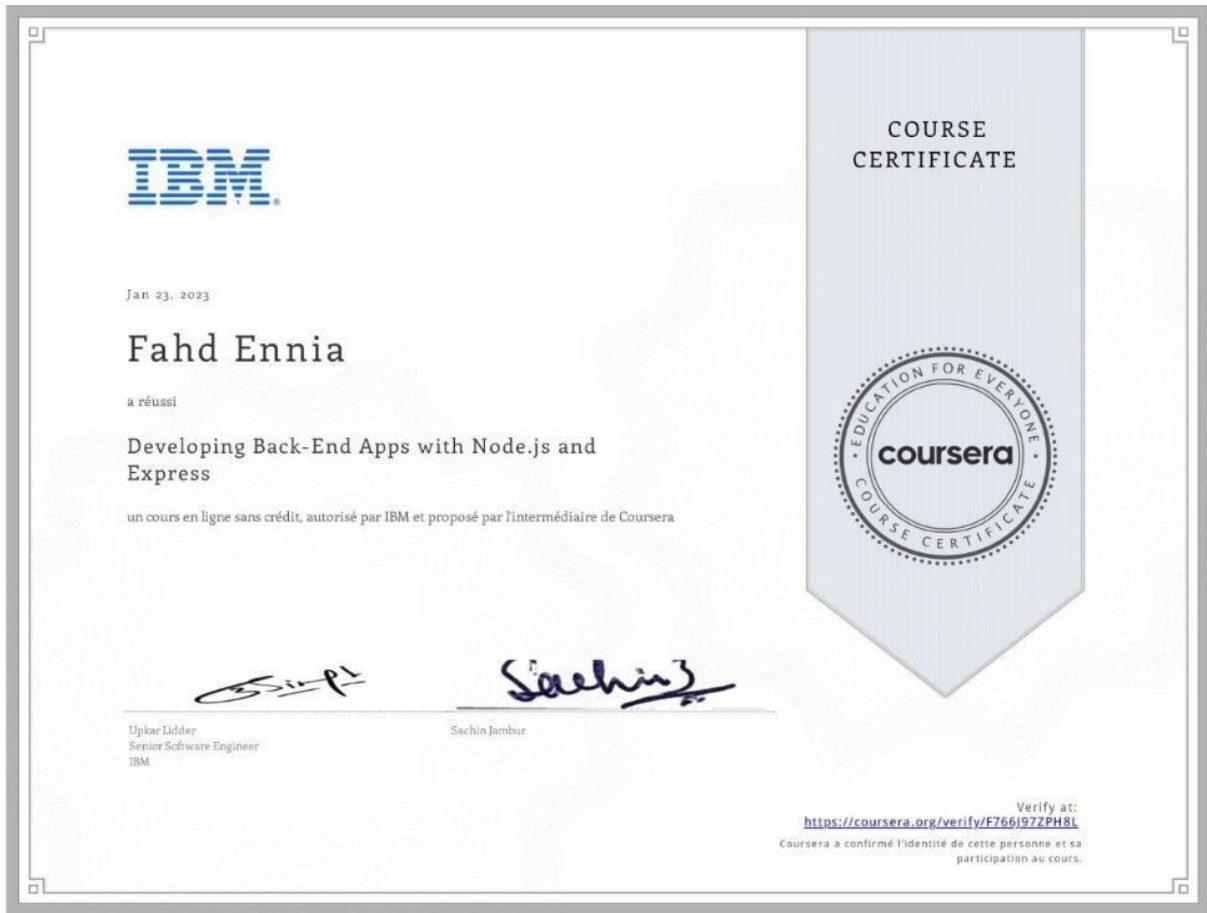 IBM
COURSE
CERTIFICATE
Jan 23, 2023
Fahd Ennia
a réussi
Developing Back-End Apps with Node.js and
Express
un cours en ligne sans crédit, autorisé par IBM et proposé par l'intermédiaire de Coursera
EDUCATION FOR EVERYONE
coursera
COURSE CERTIFICATE
Sachin
Upkar Lidder
Senior Software Engineer
IBM
Sachin Jambur
Verify at:
https://coursera.org/verify/F766J97ZPH8L
Coursera a confirmé l'identité de cette personne et sa
participation au cours.